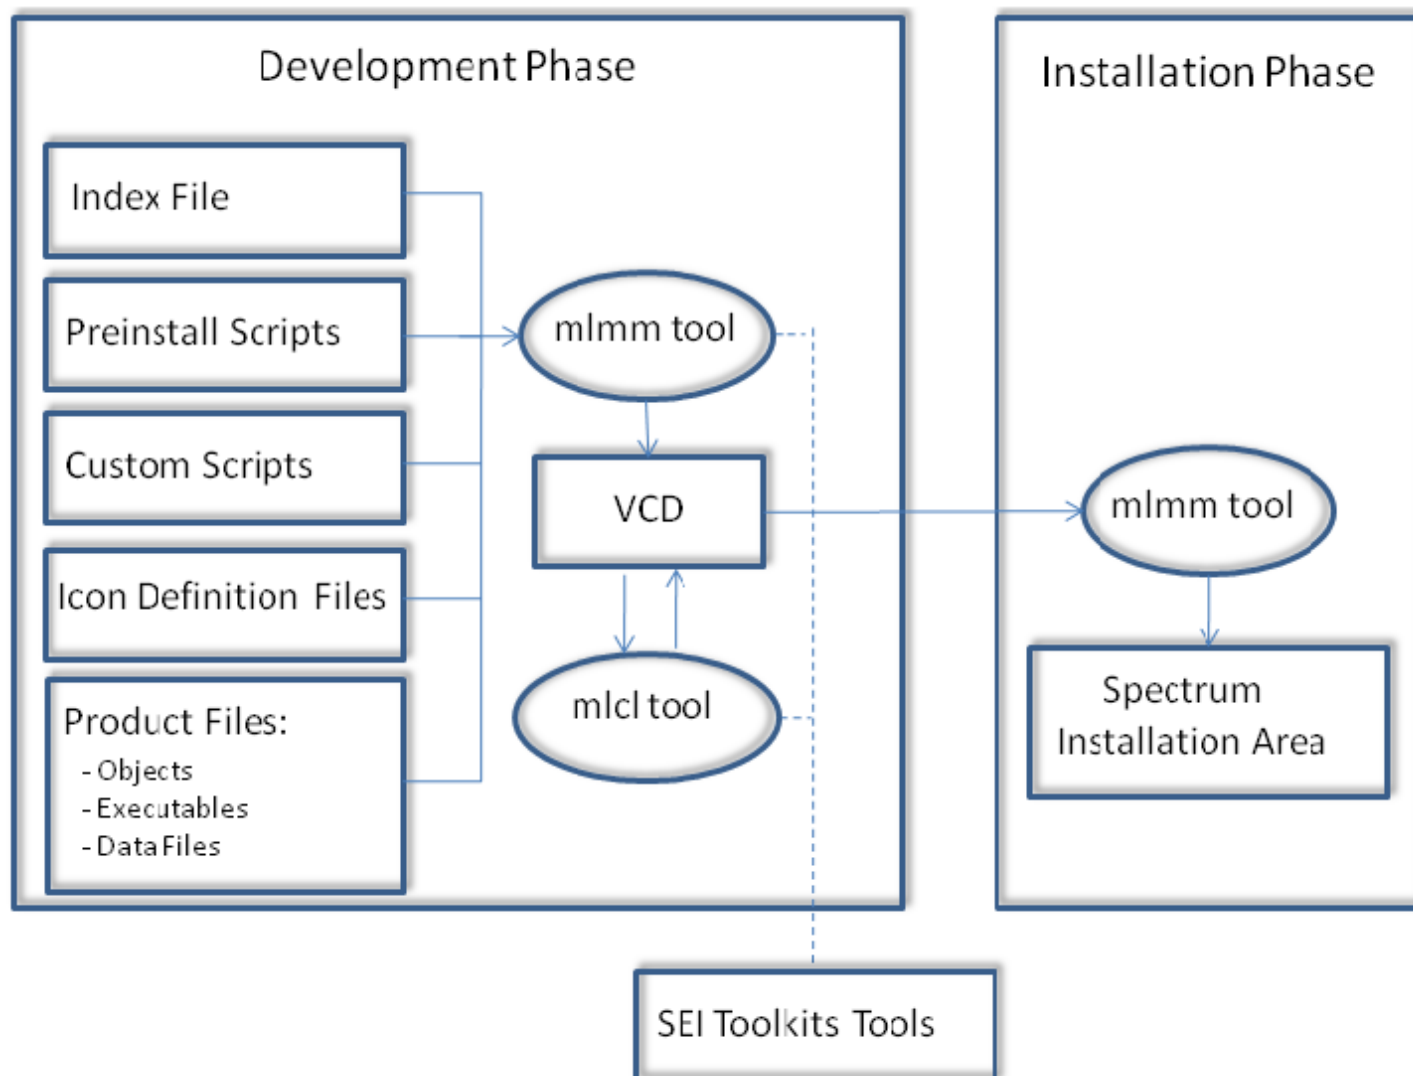 Development Phase
Installation Phase
Index File
Preinstall Scripts
Custom Scripts
Icon Definition Files
Product Files:
- Objects
- Executables
- Data Files
mlmm tool
VCD
mlcl tool
mlmm tool
Spectrum
Installation Area
SEI Toolkits Tools